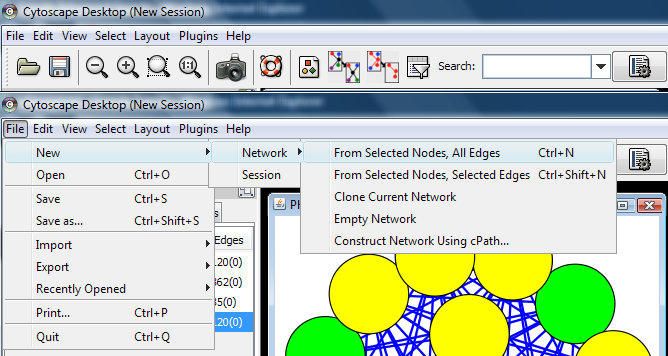 Cytoscape Desktop (New Session)
File Edit View Select Layout Plugins Help
Search:
Cytoscape Desktop (New Session)
File Edit View Select Layout Plugins Help
New Network From Selected Nodes, All Edges Ctrl+N
Open Ctrl+O Session From Selected Nodes, Selected Edges Ctrl+Shift+N
Save Ctrl+S Clone Current Network
Save as... Ctrl+Shift+S Empty Network
Import Edges Construct Network Using cPath...
Export 120(0)
362(0)
Recently Opened 35(0)
Print... Ctrl+P 120(0)
Quit Ctrl+Q